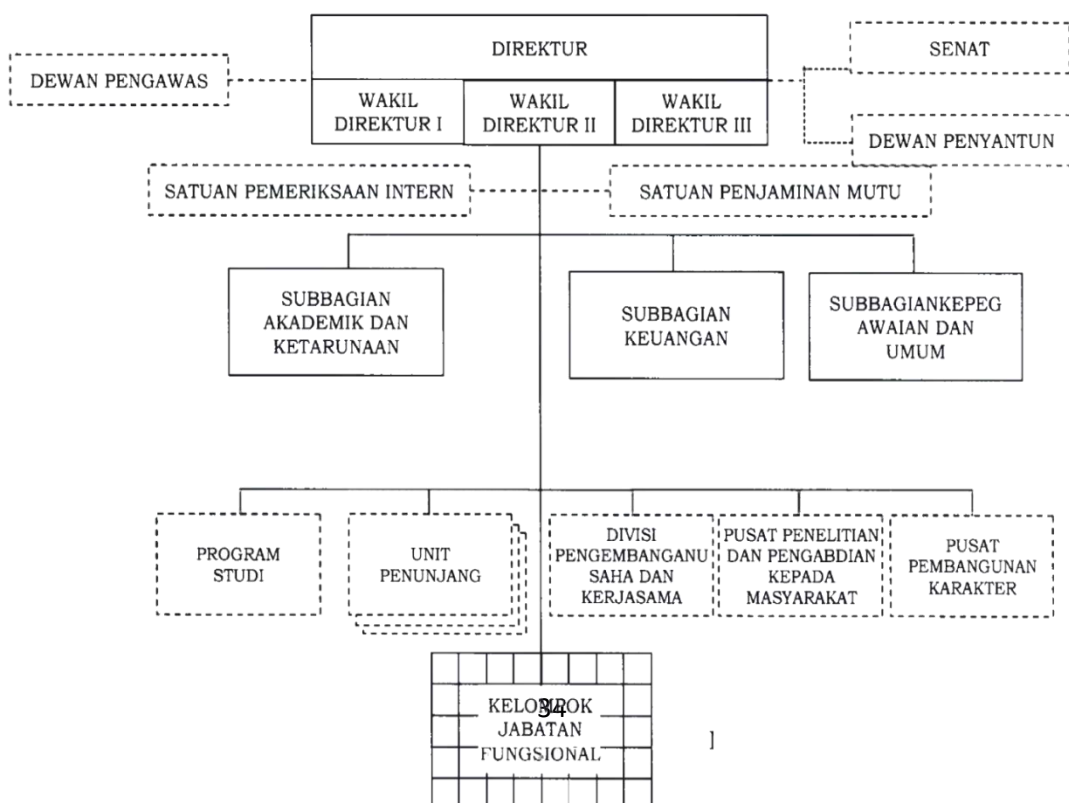 DIREKTUR
SENAT
DEWAN PENGAWAS
WAKIL
DIREKTUR I
WAKIL
DIREKTUR II
WAKIL
DIREKTUR III
DEWAN PENYANTUN
SATUAN PEMERIKSAAN INTERN
SATUAN PENJAMINAN MUTU
SUBBAGIAN
AKADEMIK DAN
KETARUNAAN
SUBBAGIAN
KEUANGAN
SUBBAGIANKEPEG
AWAIAN DAN
UMUM
PROGRAM
STUDI
UNIT
PENUNJANG
DIVISI
PENGEMBANGANU
SAHA DAN
KERJASAMA
PUSAT PENELITIAN
DAN PENGABDIAN
KEPADA
MASYARAKAT
PUSAT
PEMBANGUNAN
KARAKTER
KELOMPOK
34
JABATAN
FUNGSIONAL
]